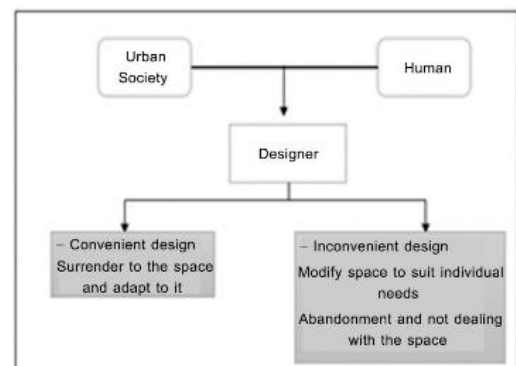 Urban
Society
Human
Designer
– Convenient design
Surrender to the space
and adapt to it
– Inconvenient design
Modify space to suit individual
needs
Abandonment and not dealing
with the space